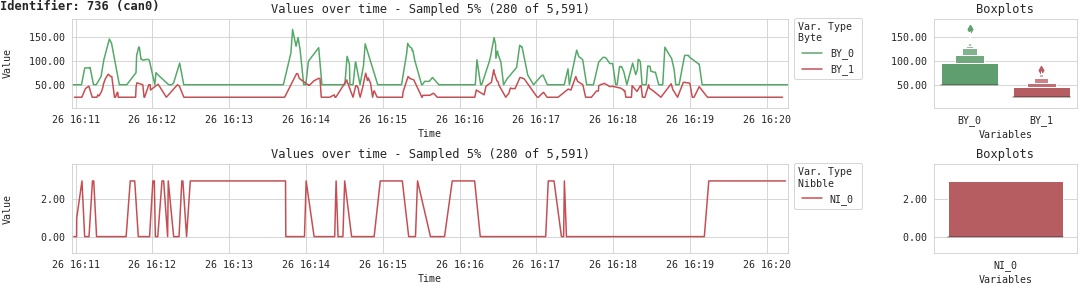 Identifier: 736 (can0)
Values over time - Sampled 5% (280 of 5,591)
Value
150.00
100.00
50.00
26 16:11 26 16:12 26 16:13 26 16:14 26 16:15 26 16:16 26 16:17 26 16:18 26 16:19 26 16:20
Time
Var. Type
Byte
BY_0
BY_1
Boxplots
150.00
100.00
50.00
BY_0 BY_1
Variables
Values over time - Sampled 5% (280 of 5,591)
Value
2.00
0.00
26 16:11 26 16:12 26 16:13 26 16:14 26 16:15 26 16:16 26 16:17 26 16:18 26 16:19 26 16:20
Time
Var. Type
Nibble
NI_0
Boxplots
2.00
0.00
NI_0
Variables